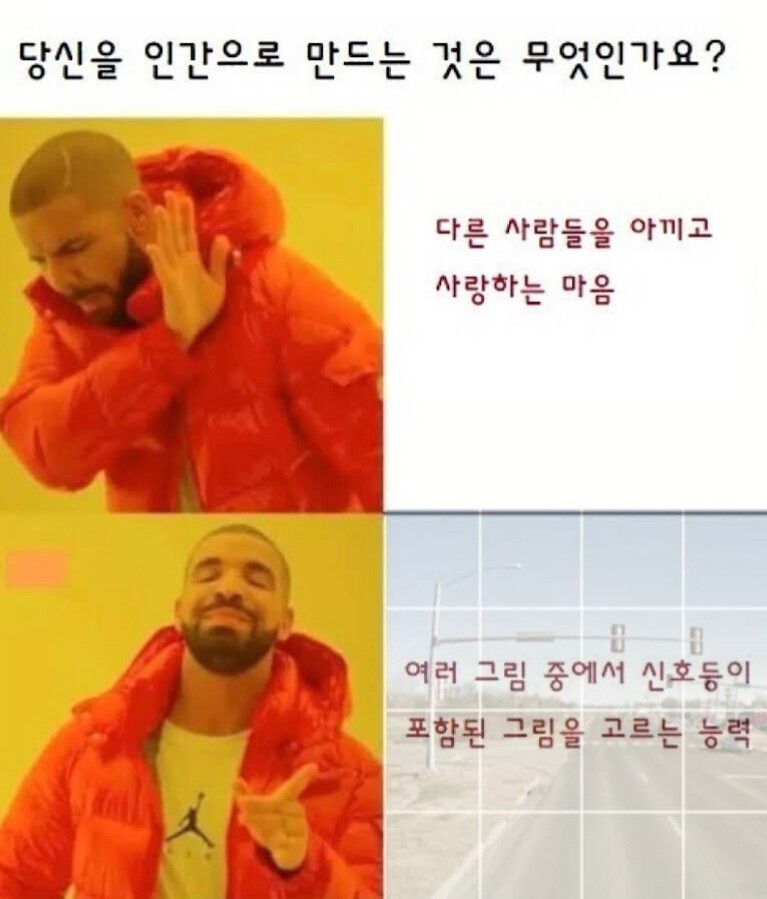 당신을 인간으로 만드는 것은 무엇인가요?
다른 사람들을 아끼고
사랑하는 마음
여러 그림 중에서 신호등이
포함된 그림을 고르는 능력